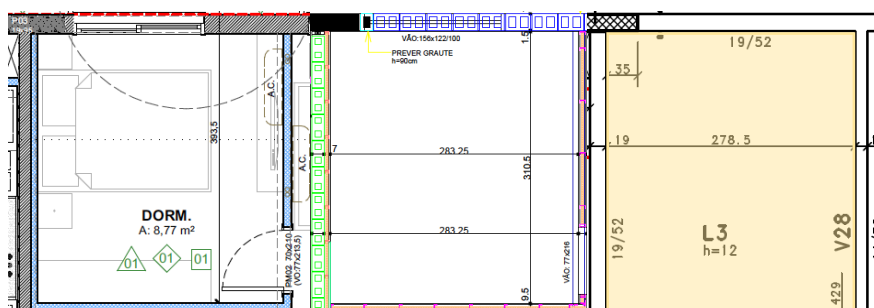 P03
A.C.
A.C.
393,5
DORM.
A: 8,77 m²
01
01
01
PM02 70x210
(VO:77x213,5)
VÃO:156x122/100
PREVER GRAUTE
h=90cm
1.5
7
283.25
310.5
283.25
VÃO: 77x216
9.5
19/52
35
19
278.5
19/52
L3
h=12
V28
429